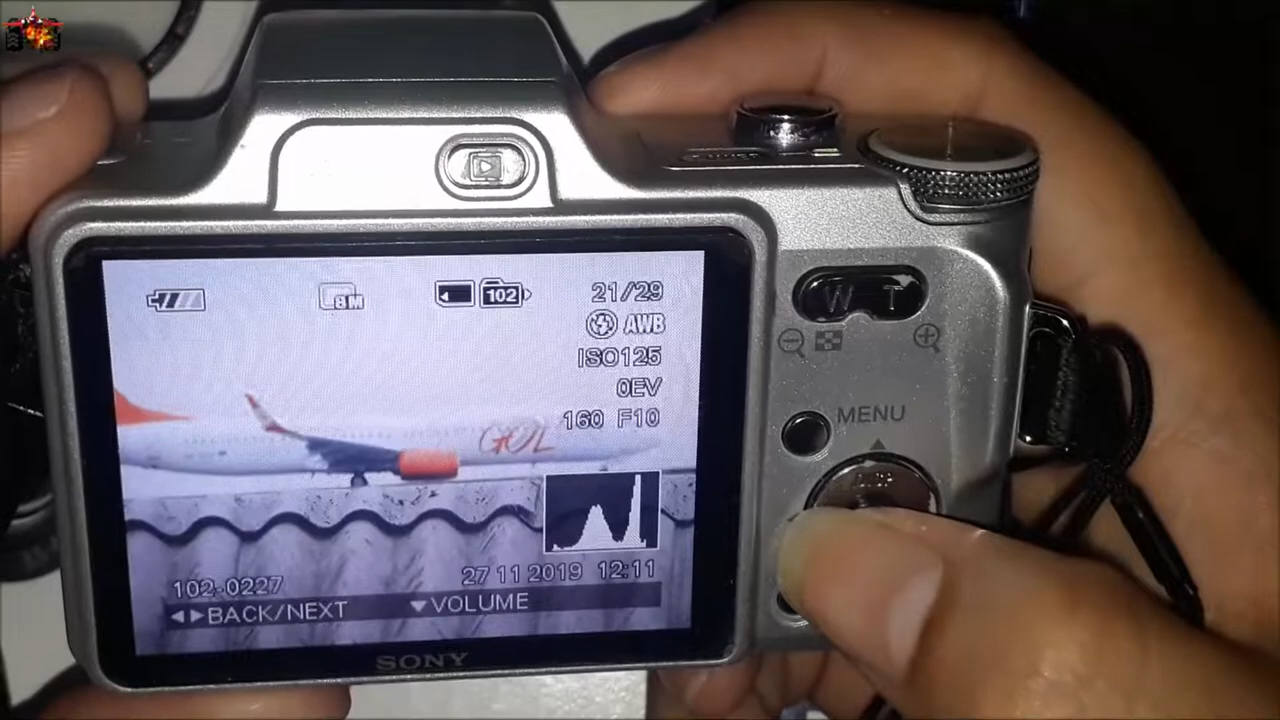 8M
102
21/29
AWB
ISO125
0EV
160 F10
GOL
102-0227
27 11 2019 12:11
BACK/NEXT
VOLUME
SONY
W T
MENU
DISP